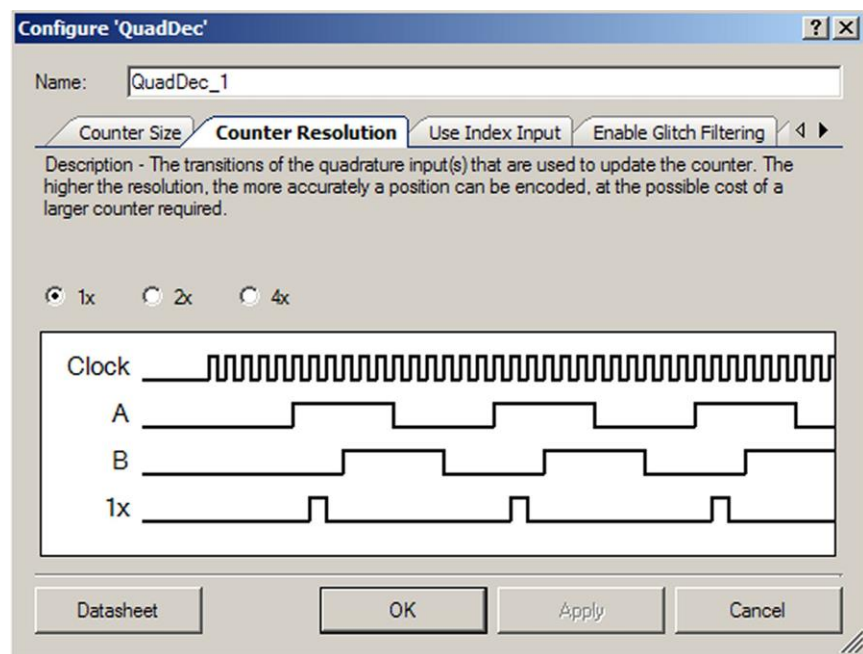 Configure 'QuadDec'
Name: QuadDec_1
Counter Size Counter Resolution Use Index Input Enable Glitch Filtering
Description - The transitions of the quadrature input(s) that are used to update the counter. The
higher the resolution, the more accurately a position can be encoded, at the possible cost of a
larger counter required.
1x 2x 4x
Clock
A
B
1x
Datasheet OK Apply Cancel